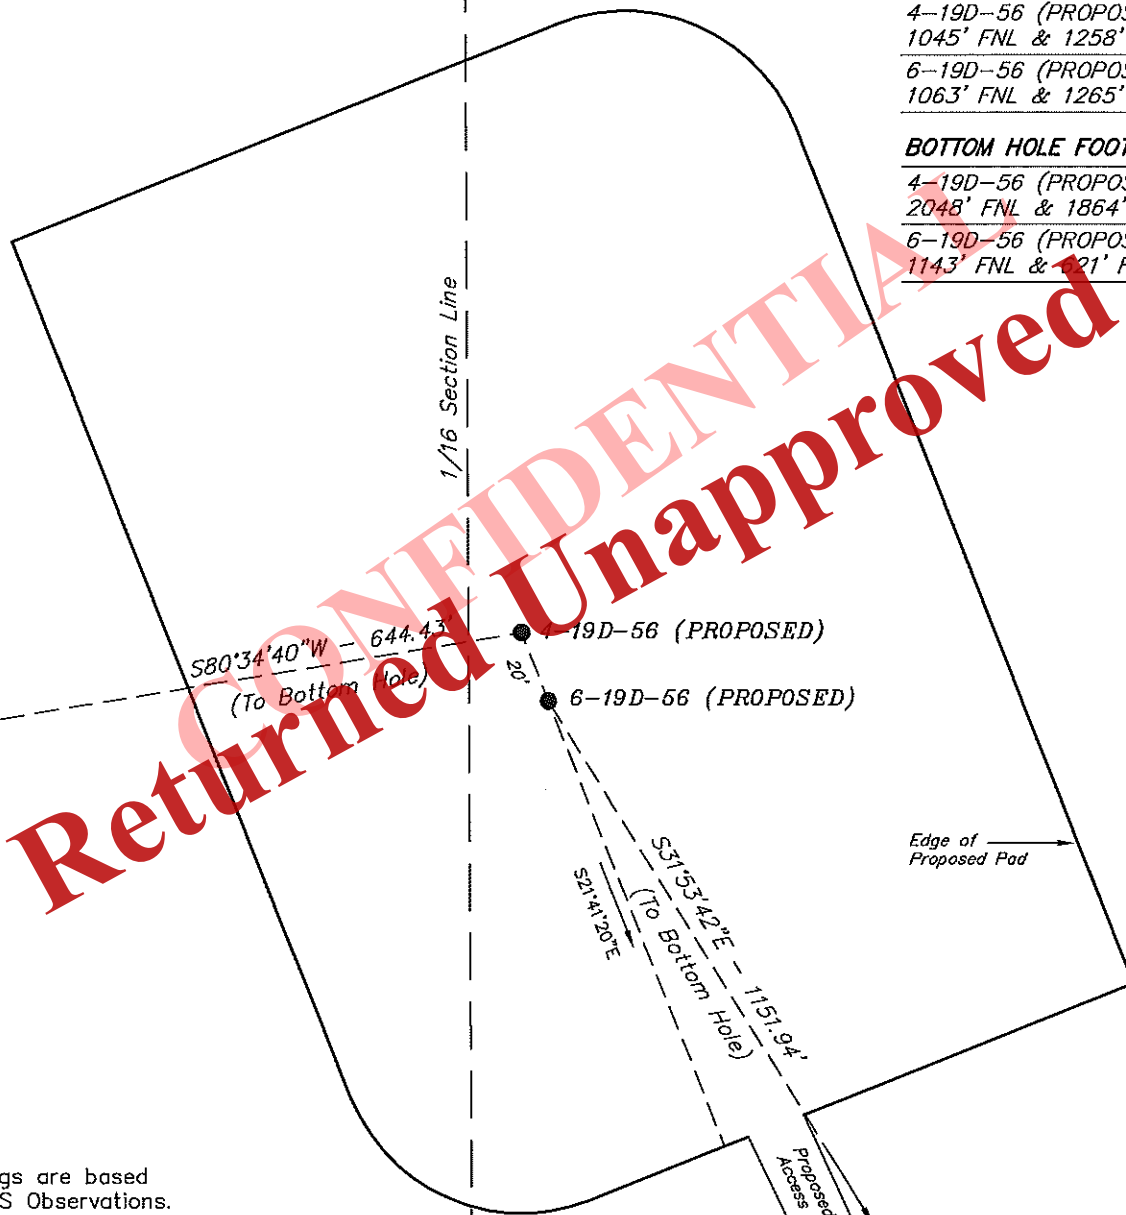 4-19D-56 (PROPOS
1045' FNL & 1258'
6-19D-56 (PROPOS
1063' FNL & 1265'
BOTTOM HOLE FOOT
4-19D-56 (PROPOS
2048' FNL & 1864'
6-19D-56 (PROPOS
1143' FNL & 621' F
1/16 Section Line
CONFIDENTIAL
Returned Unapproved
4-19D-56 (PROPOSED)
S80°34'40"W - 644.43'
(To Bottom Hole)
20'
6-19D-56 (PROPOSED)
Edge of
Proposed Pad
S21°41'20"E
S31°53'42"E - 1151.94'
(To Bottom Hole)
Proposed
Access
gs are based
S Observations.